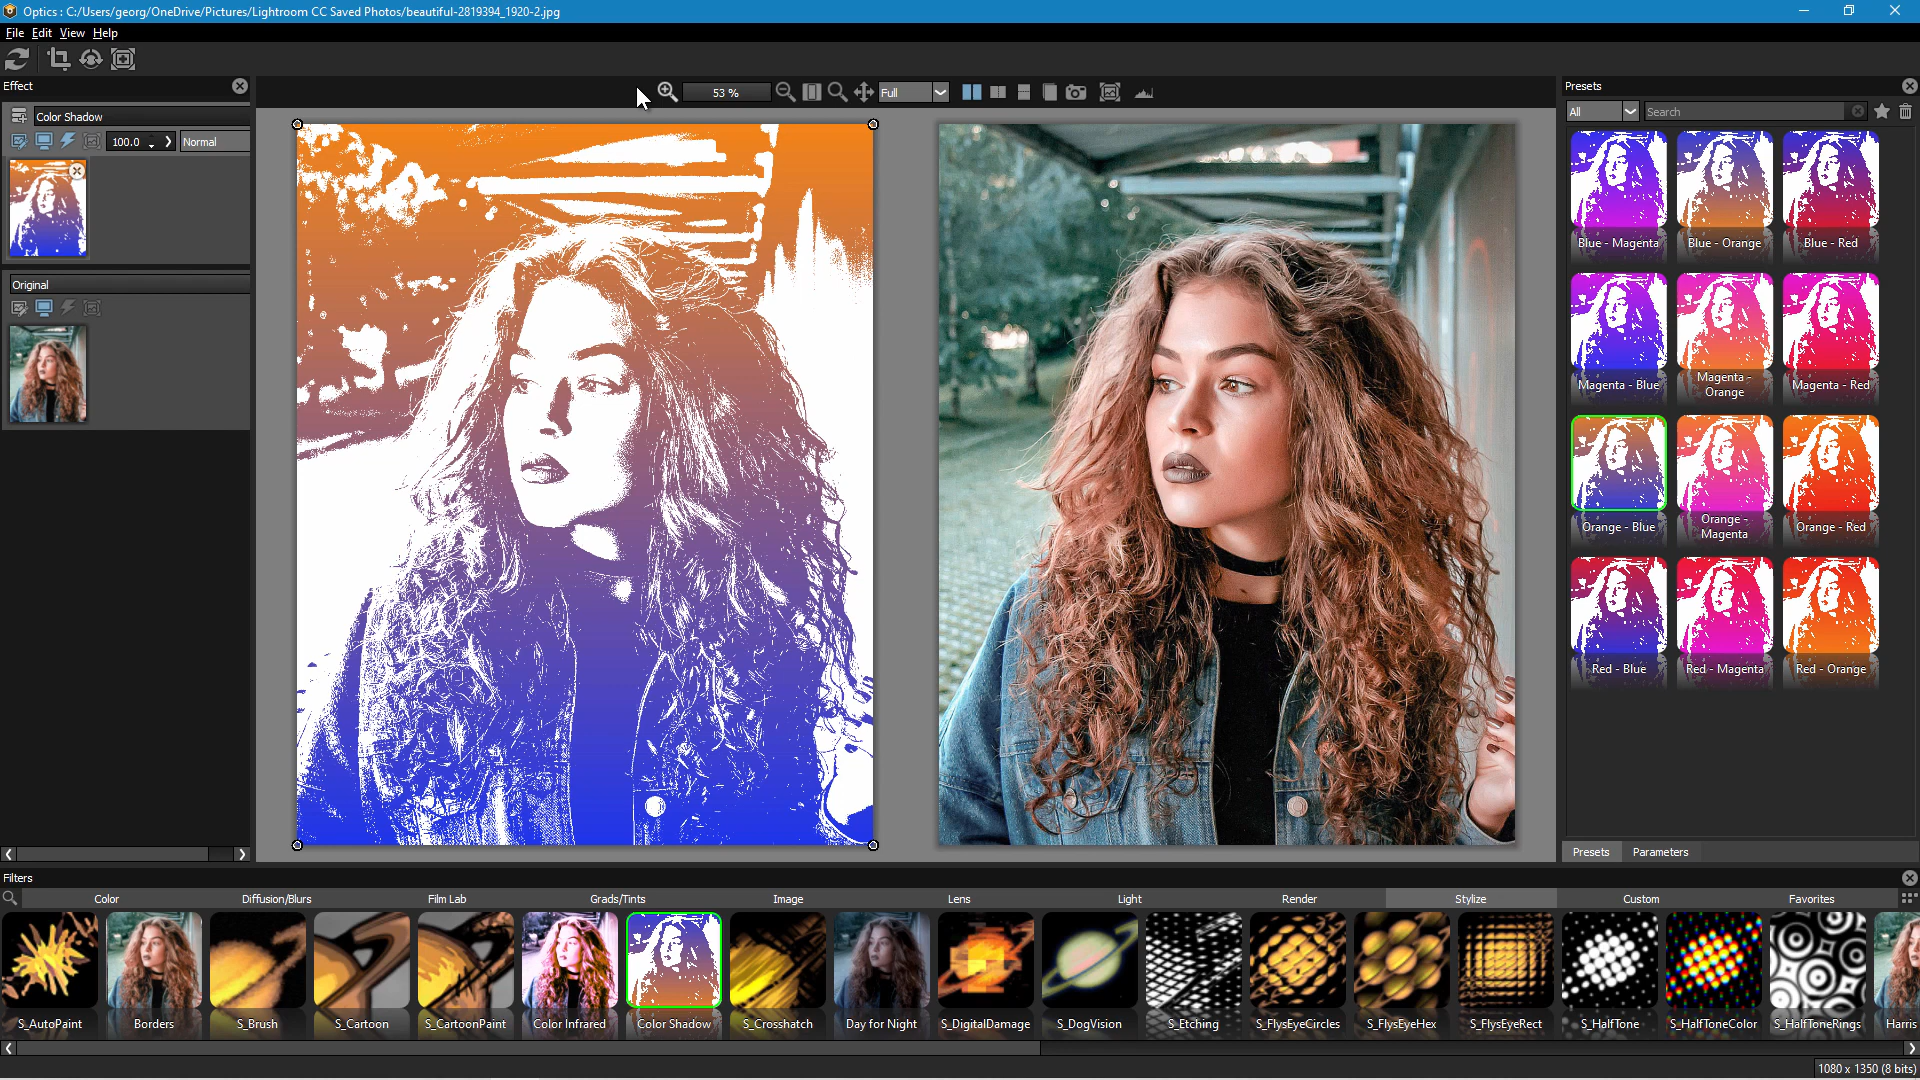 Optics : C:/Users/georg/OneDrive/Pictures/Lightroom CC Saved Photos/beautiful-2819394_1920-2.jpg
File Edit View Help
Effect
Color Shadow
100.0 Normal
Original
53 %
Full
Presets
All Search
Blue - Magenta Blue - Orange Blue - Red
Magenta - Blue Magenta - Orange Magenta - Red
Orange - Blue Orange - Magenta Orange - Red
Red - Blue Red - Magenta Red - Orange
Presets Parameters
Filters
Color Diffusion/Blurs Film Lab Grads/Tints Image Lens Light Render Stylize Custom Favorites
S_AutoPaint Borders S_Brush S_Cartoon S_CartoonPaint Color Infrared Color Shadow S_Crosshatch Day for Night S_DigitalDamage S_DogVision S_Etching S_FlysEyeCircles S_FlysEyeHex S_FlysEyeRect S_HalfTone S_HalfToneColor S_HalfToneRings Harris
1080 x 1350 (8 bits)